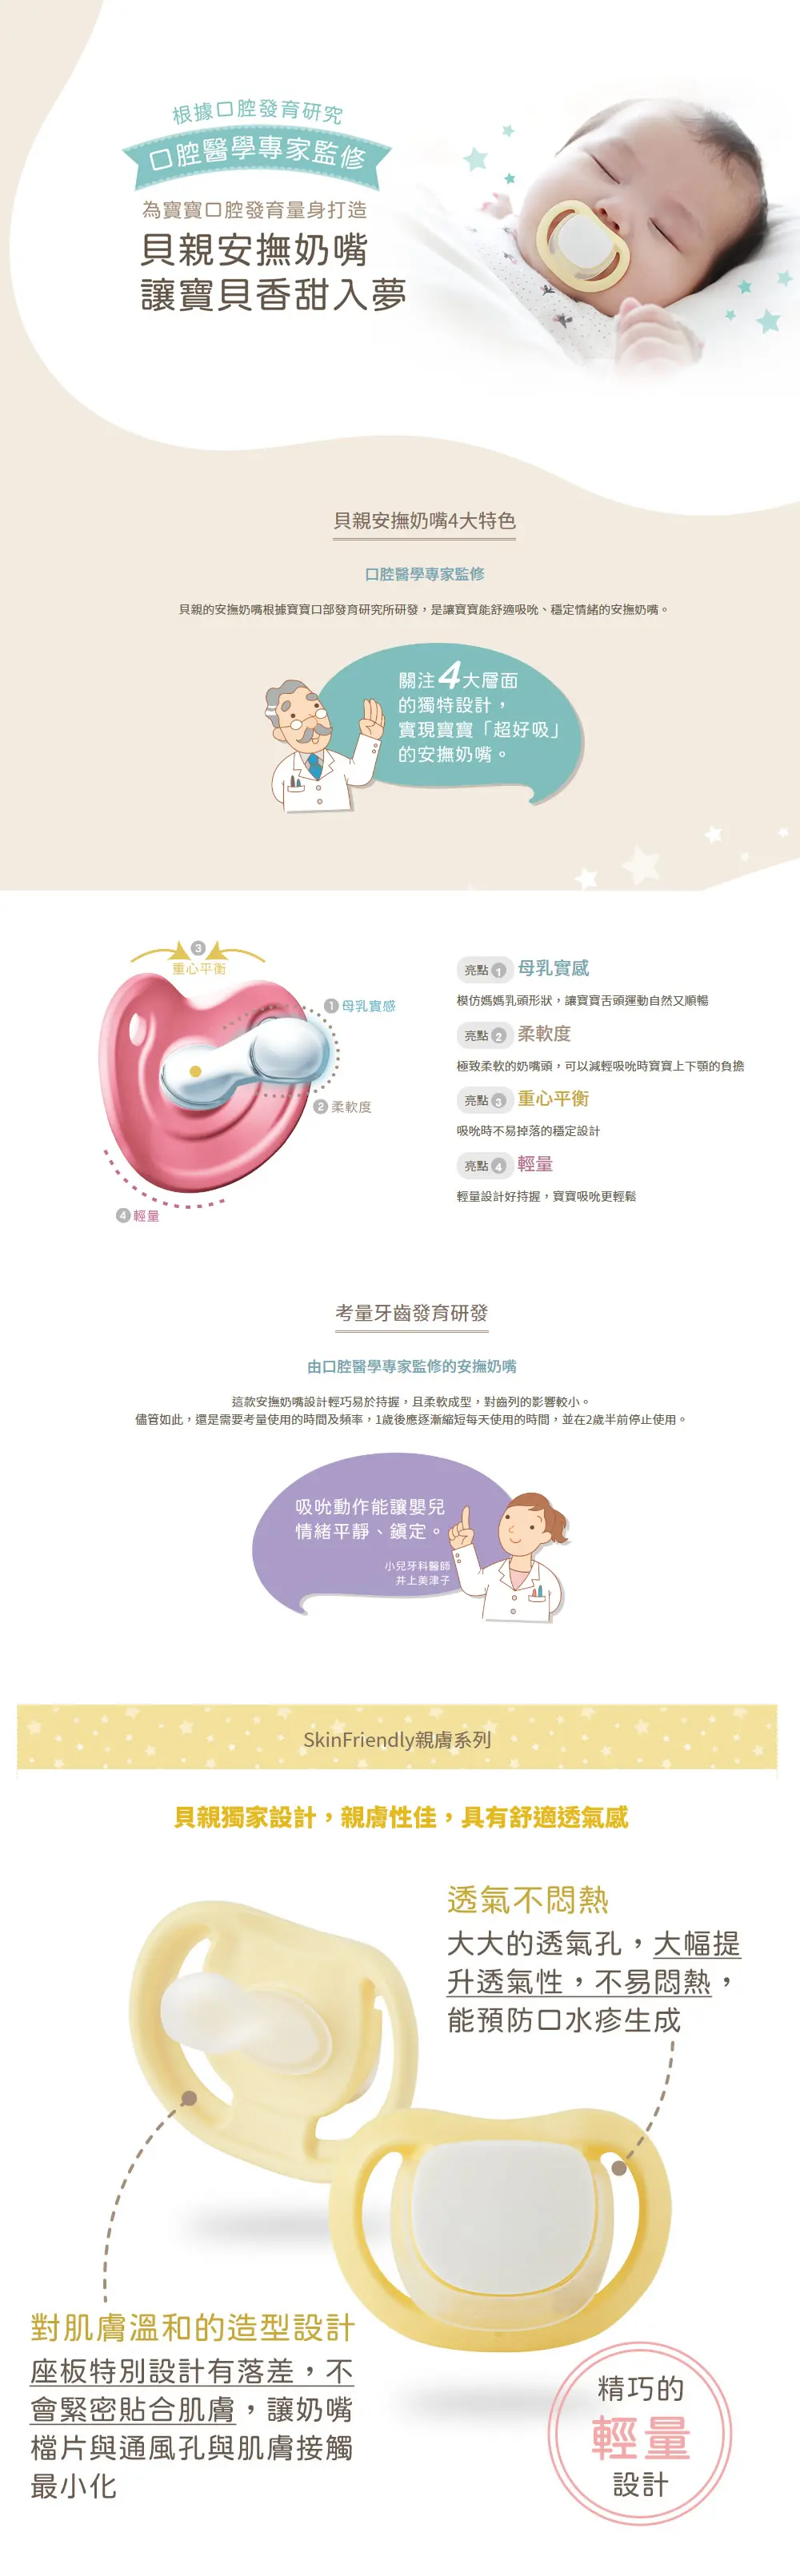 根據口腔發育研究
口腔醫學專家監修
為寶寶口腔發育量身打造
貝親安撫奶嘴
讓寶貝香甜入夢
貝親安撫奶嘴4大特色
口腔醫學專家監修
貝親的安撫奶嘴根據寶寶口部發育研究所研發，是讓寶寶能舒適吸吮、穩定情緒的安撫奶嘴。
關注4大層面
的獨特設計，
實現寶寶「超好吸」
的安撫奶嘴。
3
重心平衡
1 母乳實感
2 柔軟度
4 輕量
亮點 1 母乳實感
模仿媽媽乳頭形狀，讓寶寶舌頭運動自然又順暢
亮點 2 柔軟度
極致柔軟的奶嘴頭，可以減輕吸吮時寶寶上下顎的負擔
亮點 3 重心平衡
吸吮時不易掉落的穩定設計
亮點 4 輕量
輕量設計好持握，寶寶吸吮更輕鬆
考量牙齒發育研發
由口腔醫學專家監修的安撫奶嘴
這款安撫奶嘴設計輕巧易於持握，且柔軟成型，對齒列的影響較小。
儘管如此，還是需要考量使用的時間及頻率，1歲後應逐漸縮短每天使用的時間，並在2歲半前停止使用。
吸吮動作能讓嬰兒
情緒平靜、鎮定。
小兒牙科醫師
井上美津子
SkinFriendly親膚系列
貝親獨家設計，親膚性佳，具有舒適透氣感
透氣不悶熱
大大的透氣孔，大幅提
升透氣性，不易悶熱，
能預防口水疹生成
對肌膚溫和的造型設計
座板特別設計有落差，不
會緊密貼合肌膚，讓奶嘴
檔片與通風孔與肌膚接觸
最小化
精巧的
輕量
設計